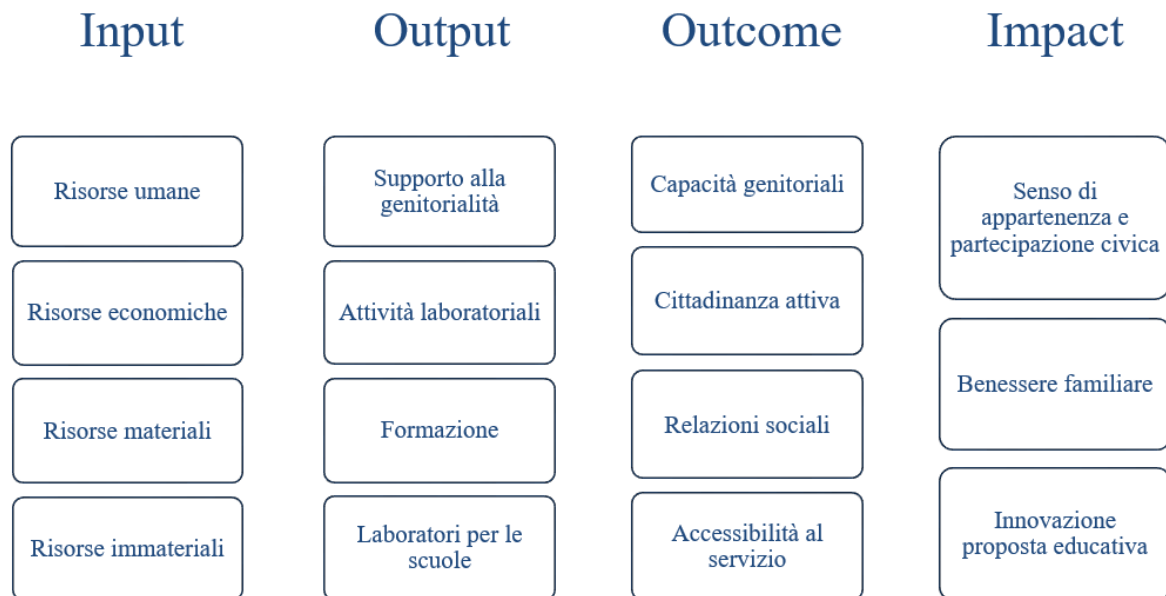 Input
Output
Outcome
Impact
Risorse umane
Risorse economiche
Risorse materiali
Risorse immateriali
Supporto alla
genitorialità
Attività laboratoriali
Formazione
Laboratori per le
scuole
Capacità genitoriali
Cittadinanza attiva
Relazioni sociali
Accessibilità al
servizio
Senso di
appartenenza e
partecipazione civica
Benessere familiare
Innovazione
proposta educativa